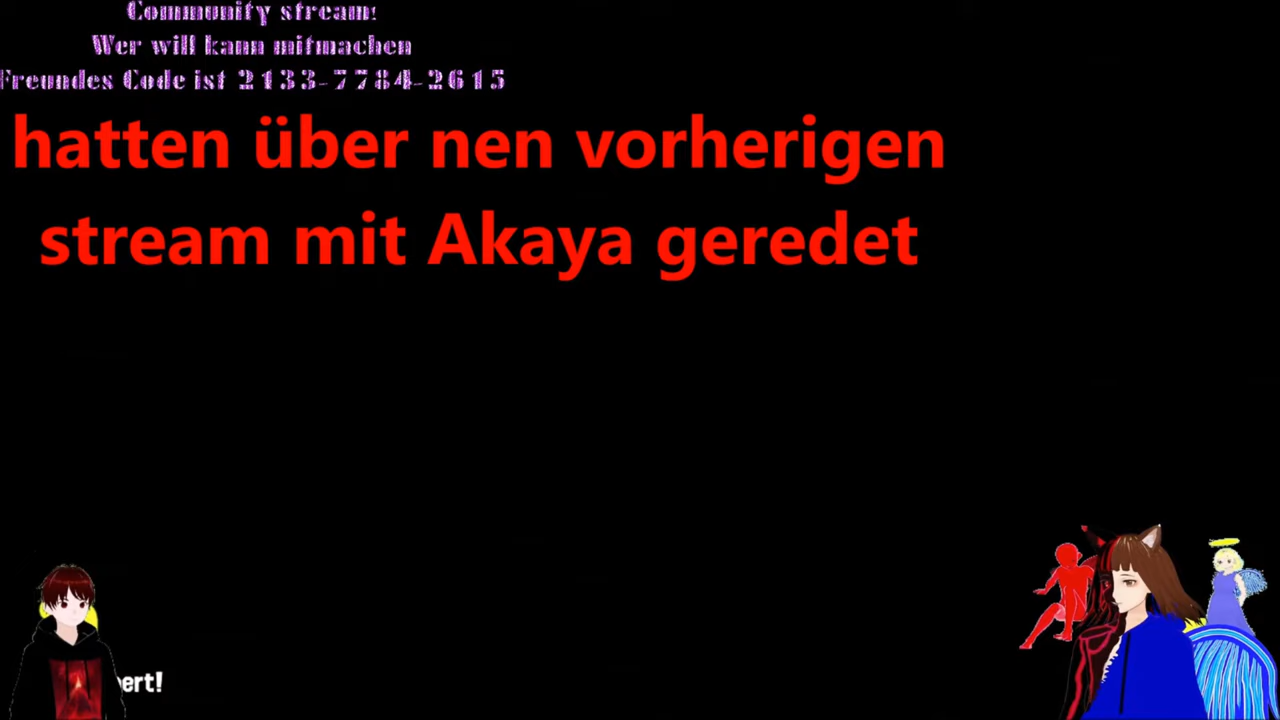 Community stream:
Wer will kann mitmachen
Freundes Code ist 2133-7784-2615
hatten über nen vorherigen
stream mit Akaya geredet